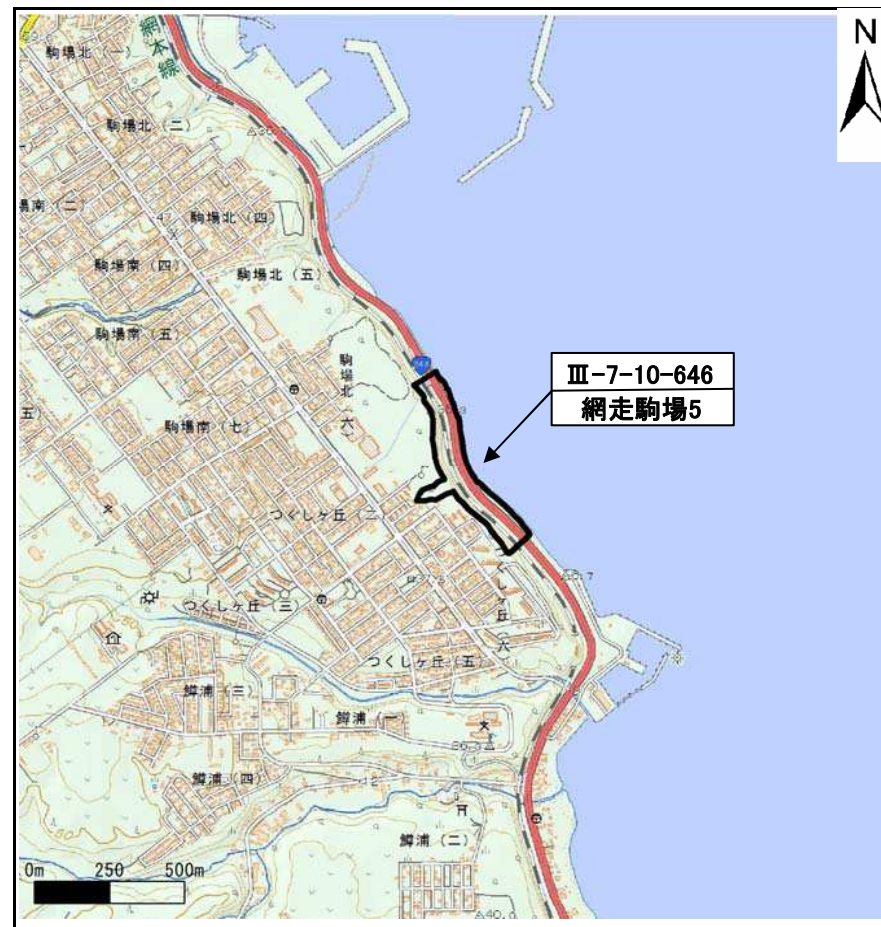 N
駒場北（一）
網本線
駒場北（二）
場南（二）
駒場北（四）
駒場南（四）
駒場北（五）
駒場南（五）
駒場北（六）
五）
駒場南（七）
Ⅲ-7-10-646
網走駒場5
つくしヶ丘（二）
つくしヶ丘（三）
つくしヶ丘（五）
つくしヶ丘（六
鱒浦（三）
鱒浦（一）
鱒浦（四）
鱒浦（二）
40.0
0m 250 500m